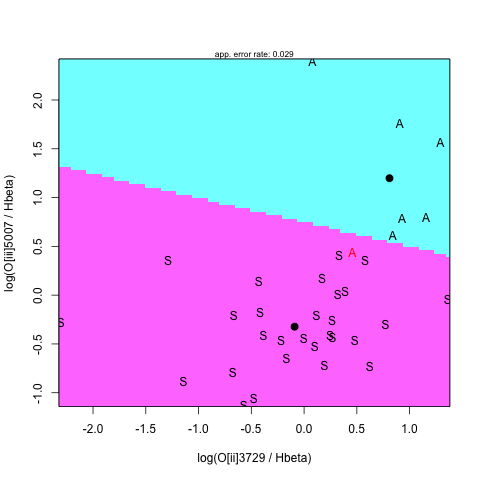 app. error rate: 0.029
A
2.0
A
A
1.5
1.0
A A
A
0.5
A
S
S S
S S
S S
0.0
S
S S S
S S S
S S S S
S S
-0.5
S
S
S S
S
S
-1.0
S
S
-2.0 -1.5 -1.0 -0.5 0.0 0.5 1.0
log(O[ii]3729 / Hbeta)
log(O[iii]5007 / Hbeta)